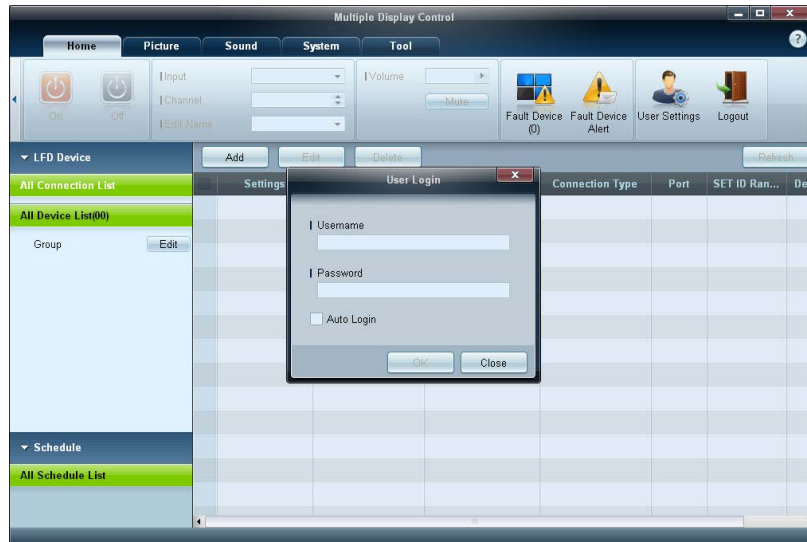 Multiple Display Control
Home Picture Sound System Tool
?
On Off
Input
Channel
Edit Name
Volume
Mute
Fault Device (0)
Fault Device Alert
User Settings
Logout
LFD Device
Add Edit Delete Refresh
All Connection List
Settings Connection Type Port SET ID Ran... De
All Device List(00)
Group Edit
User Login
Username
Password
Auto Login
OK Close
Schedule
All Schedule List